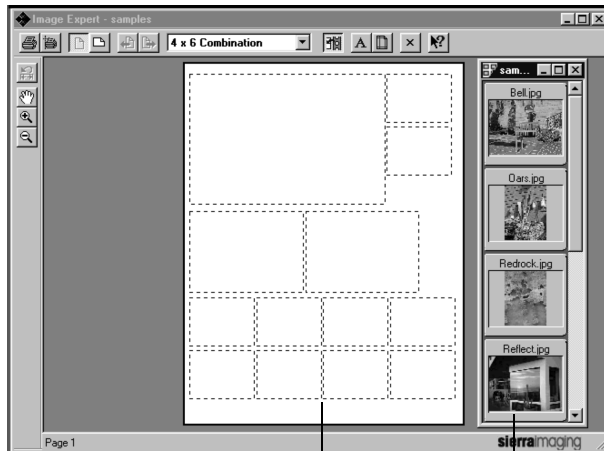 Image Expert - samples
4 x 6 Combination
A
sam...
Bell.jpg
Oars.jpg
Redrock.jpg
Reflect.jpg
Page 1
sierraimaging